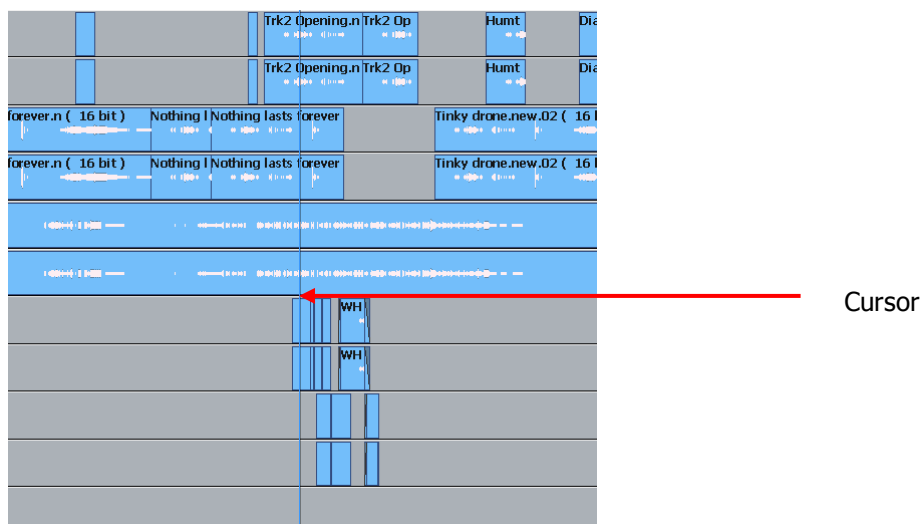 Trk2 Opening.n Trk2 Op Humt Dia
Trk2 Opening.n Trk2 Op Humt Dia
forever.n ( 16 bit ) Nothing l Nothing lasts forever Tinky drone.new.02 ( 16 b
forever.n ( 16 bit ) Nothing l Nothing lasts forever Tinky drone.new.02 ( 16 b
WH
Cursor
WH